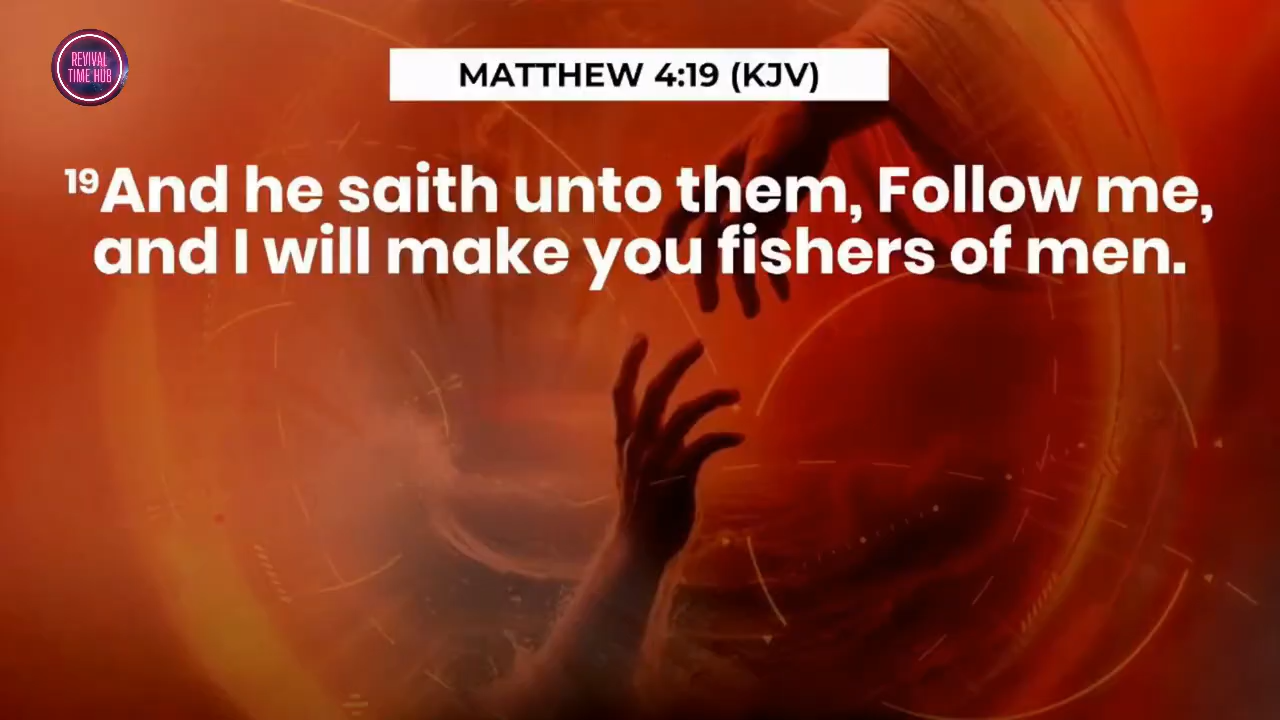 REVIVAL
TIME HUB
MATTHEW 4:19 (KJV)
¹⁹And he saith unto them, Follow me,
and I will make you fishers of men.